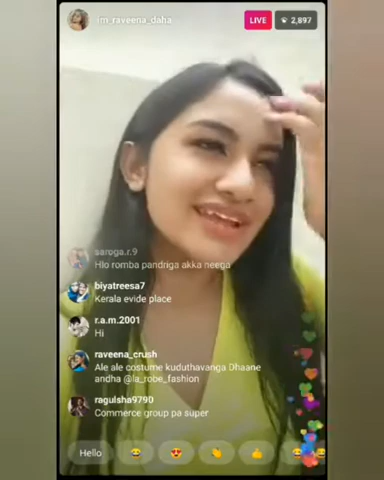 im_raveena_daha
LIVE
2,897
saroga.r.9
Hlo romba pandriga akka neega
biyatreesa7
Kerala evide place
r.a.m.2001
Hi
raveena_crush
Ale ale costume kuduthavanga Dhaane
andha @la_robe_fashion
ragulsha9790
Commerce group pa super
Hello